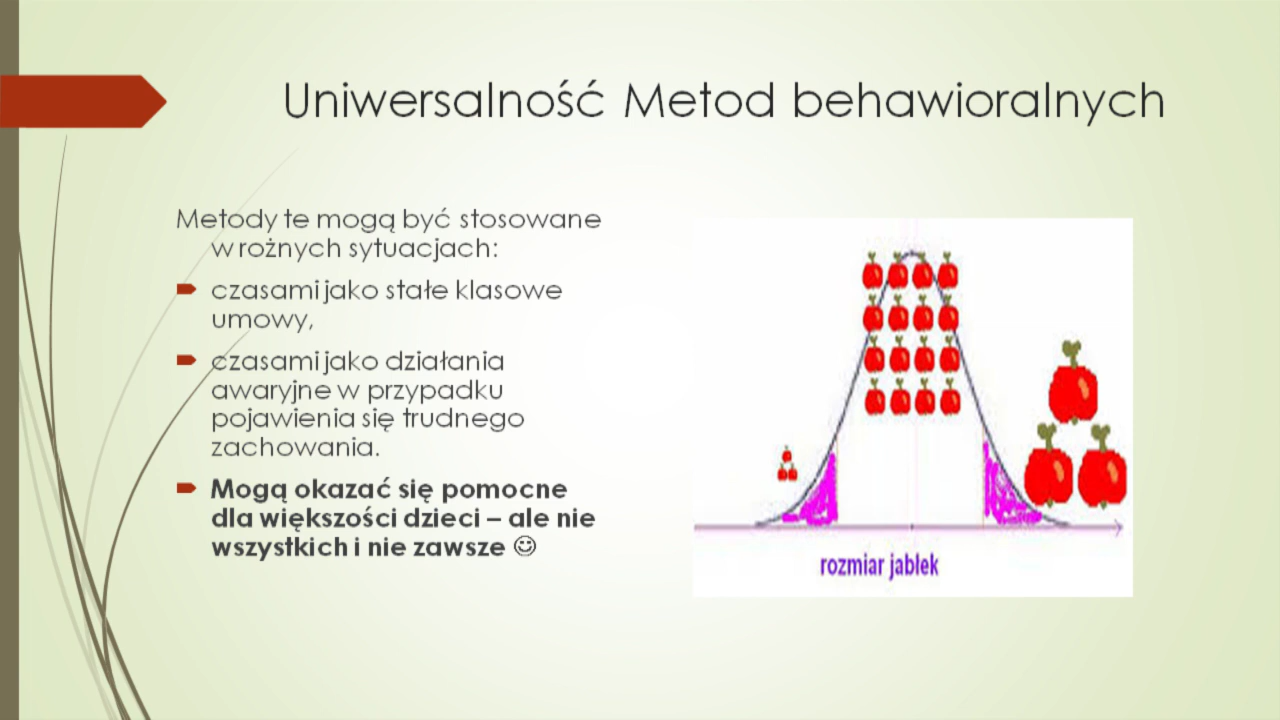 Uniwersalność Metod behawioralnych
Metody te mogą być stosowane
w rożnych sytuacjach:
czasami jako stałe klasowe
umowy,
czasami jako działania
awaryjne w przypadku
pojawienia się trudnego
zachowania.
Mogą okazać się pomocne
dla większości dzieci – ale nie
wszystkich i nie zawsze ☺
rozmiar jabłek